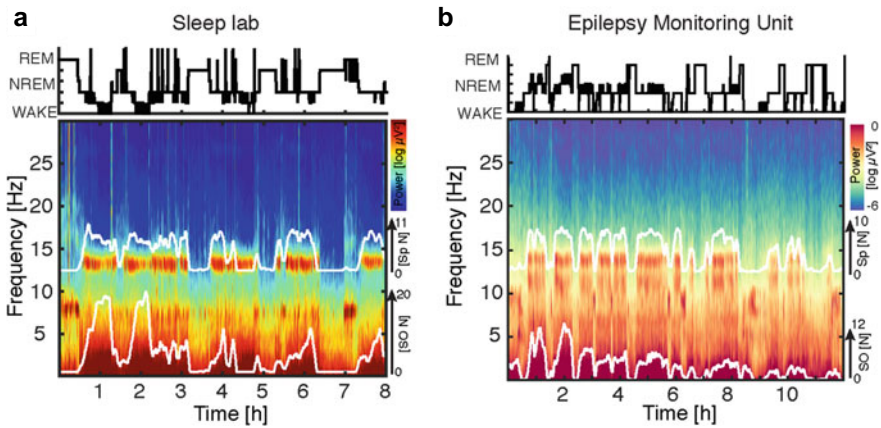 a
Sleep lab
REM
NREM
WAKE
Frequency [Hz]
25
20
15
10
5
Power [log µV²]
11
[Sp N]
0
20
[SO N]
0
1 2 3 4 5 6 7 8
Time [h]
b
Epilepsy Monitoring Unit
REM
NREM
WAKE
Frequency [Hz]
25
20
15
10
5
0
Power
[log µV²]
-6
10
Sp [N]
0
12
SO [N]
0
2 4 6 8 10
Time [h]